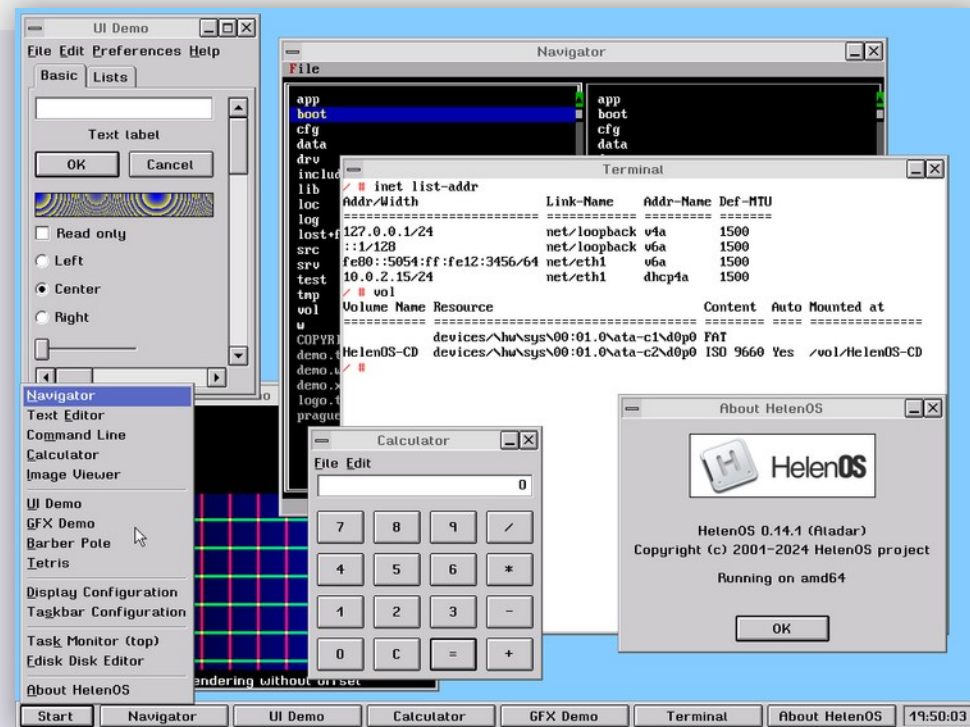 UI Demo
File Edit Preferences Help
Basic Lists
Text label
OK Cancel
Read only
Left
Center
Right
Navigator
File
app
boot
cfg
data
drv
lib
loc
log
src
srv
test
tmp
vol
w
demo.
demo.
demo.
logo.t
prague
app
boot
cfg
data
Terminal
/ # inet list-addr
Addr/Width Link-Name Addr-Name Def-MTU
========================== ============ ========= =======
127.0.0.1/24 net/loopback v4a 1500
::1/128 net/loopback v6a 1500
fe80::5054:ff:fe12:3456/64 net/eth1 v6a 1500
10.0.2.15/24 net/eth1 dhcp4a 1500
/ # vol
Volume Name Resource Content Auto Mounted at
=========== =================================== ======== ==== ===============
devices/\hw\sys\00:01.0\ata-c1\d0p0 FAT
HelenOS-CD devices/\hw\sys\00:01.0\ata-c2\d0p0 ISO 9660 Yes /vol/HelenOS-CD
/ #
Navigator
Text Editor
Command Line
Calculator
Image Viewer
UI Demo
GFX Demo
Barber Pole
Tetris
Display Configuration
Taskbar Configuration
Task Monitor (top)
Fdisk Disk Editor
About HelenOS
ndering without offset
Calculator
File Edit
0
7 8 9 /
4 5 6 *
1 2 3 -
0 C = +
About HelenOS
HelenOS
HelenOS 0.14.1 (Aladar)
Copyright (c) 2001-2024 HelenOS project
Running on amd64
OK
Start Navigator UI Demo Calculator GFX Demo Terminal About HelenOS 19:50:03